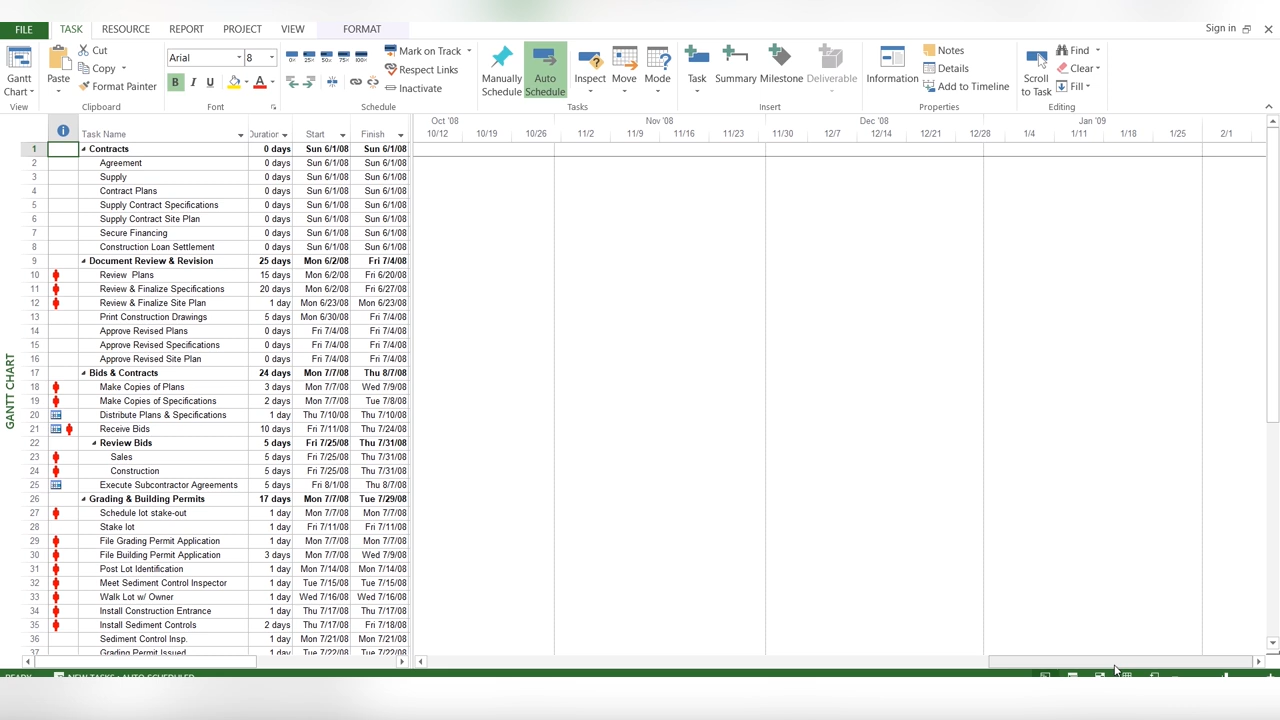 FILE TASK RESOURCE REPORT PROJECT VIEW FORMAT Sign in
Gantt Chart
Paste
Cut
Copy
Format Painter
Arial 8
B I U A
0% 25% 50% 75% 100%
Mark on Track
Respect Links
Inactivate
Manually Schedule
Auto Schedule
Inspect
Move
Mode
Task
Summary
Milestone
Deliverable
Information
Notes
Details
Add to Timeline
Scroll to Task
Find
Clear
Fill
View Clipboard Font Schedule Tasks Insert Properties Editing
Oct '08 Nov '08 Dec '08 Jan '09
Task Name Duration Start Finish 10/12 10/19 10/26 11/2 11/9 11/16 11/23 11/30 12/7 12/14 12/21 12/28 1/4 1/11 1/18 1/25 2/1
1 Contracts 0 days Sun 6/1/08 Sun 6/1/08
2 Agreement 0 days Sun 6/1/08 Sun 6/1/08
3 Supply 0 days Sun 6/1/08 Sun 6/1/08
4 Contract Plans 0 days Sun 6/1/08 Sun 6/1/08
5 Supply Contract Specifications 0 days Sun 6/1/08 Sun 6/1/08
6 Supply Contract Site Plan 0 days Sun 6/1/08 Sun 6/1/08
7 Secure Financing 0 days Sun 6/1/08 Sun 6/1/08
8 Construction Loan Settlement 0 days Sun 6/1/08 Sun 6/1/08
9 Document Review & Revision 25 days Mon 6/2/08 Fri 7/4/08
10 Review Plans 15 days Mon 6/2/08 Fri 6/20/08
11 Review & Finalize Specifications 20 days Mon 6/2/08 Fri 6/27/08
12 Review & Finalize Site Plan 1 day Mon 6/23/08 Mon 6/23/08
13 Print Construction Drawings 5 days Mon 6/30/08 Fri 7/4/08
14 Approve Revised Plans 0 days Fri 7/4/08 Fri 7/4/08
15 Approve Revised Specifications 0 days Fri 7/4/08 Fri 7/4/08
16 Approve Revised Site Plan 0 days Fri 7/4/08 Fri 7/4/08
17 Bids & Contracts 24 days Mon 7/7/08 Thu 8/7/08
18 Make Copies of Plans 3 days Mon 7/7/08 Wed 7/9/08
19 Make Copies of Specifications 2 days Mon 7/7/08 Tue 7/8/08
20 Distribute Plans & Specifications 1 day Thu 7/10/08 Thu 7/10/08
21 Receive Bids 10 days Fri 7/11/08 Thu 7/24/08
22 Review Bids 5 days Fri 7/25/08 Thu 7/31/08
23 Sales 5 days Fri 7/25/08 Thu 7/31/08
24 Construction 5 days Fri 7/25/08 Thu 7/31/08
25 Execute Subcontractor Agreements 5 days Fri 8/1/08 Thu 8/7/08
26 Grading & Building Permits 17 days Mon 7/7/08 Tue 7/29/08
27 Schedule lot stake-out 1 day Mon 7/7/08 Mon 7/7/08
28 Stake lot 1 day Fri 7/11/08 Fri 7/11/08
29 File Grading Permit Application 1 day Mon 7/7/08 Mon 7/7/08
30 File Building Permit Application 3 days Mon 7/7/08 Wed 7/9/08
31 Post Lot Identification 1 day Mon 7/14/08 Mon 7/14/08
32 Meet Sediment Control Inspector 1 day Tue 7/15/08 Tue 7/15/08
33 Walk Lot w/ Owner 1 day Wed 7/16/08 Wed 7/16/08
34 Install Construction Entrance 1 day Thu 7/17/08 Thu 7/17/08
35 Install Sediment Controls 2 days Thu 7/17/08 Fri 7/18/08
36 Sediment Control Insp. 1 day Mon 7/21/08 Mon 7/21/08
37 Grading Permit Issued 1 day Tue 7/22/08 Tue 7/22/08
GANTT CHART
READY NEW TASKS : AUTO SCHEDULED